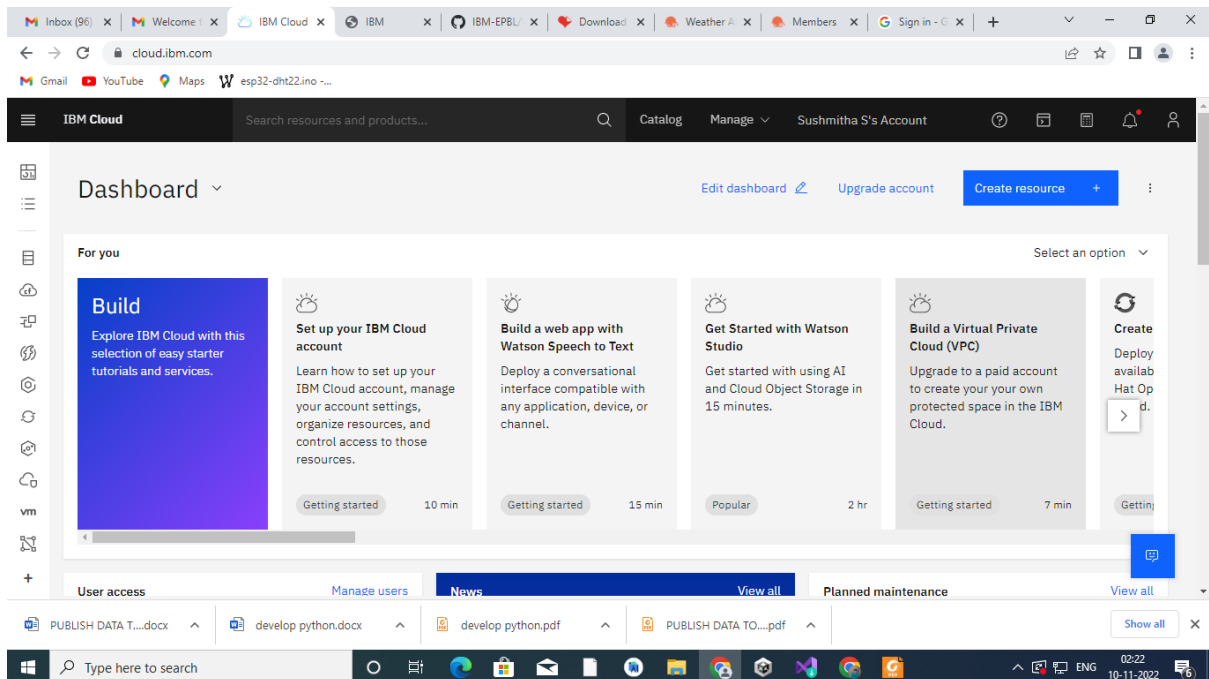 Inbox (96)
Welcome t
IBM Cloud
IBM
IBM-EPBL/
Download
Weather A
Members
Sign in - G
cloud.ibm.com
Gmail
YouTube
Maps
esp32-dht22.ino -...
IBM Cloud
Search resources and products...
Catalog
Manage
Sushmitha S's Account
Dashboard
Edit dashboard
Upgrade account
Create resource +
For you
Select an option
Build
Explore IBM Cloud with this
selection of easy starter
tutorials and services.
Set up your IBM Cloud
account
Learn how to set up your
IBM Cloud account, manage
your account settings,
organize resources, and
control access to those
resources.
Getting started
10 min
Build a web app with
Watson Speech to Text
Deploy a conversational
interface compatible with
any application, device, or
channel.
Getting started
15 min
Get Started with Watson
Studio
Get started with using AI
and Cloud Object Storage in
15 minutes.
Popular
2 hr
Build a Virtual Private
Cloud (VPC)
Upgrade to a paid account
to create your your own
protected space in the IBM
Cloud.
Getting started
7 min
Create
Deploy
availab
Hat Op
d.
Getting
vm
User access
Manage users
News
View all
Planned maintenance
View all
PUBLISH DATA T....docx
develop python.docx
develop python.pdf
PUBLISH DATA TO....pdf
Show all
Type here to search
ENG
02:22
10-11-2022